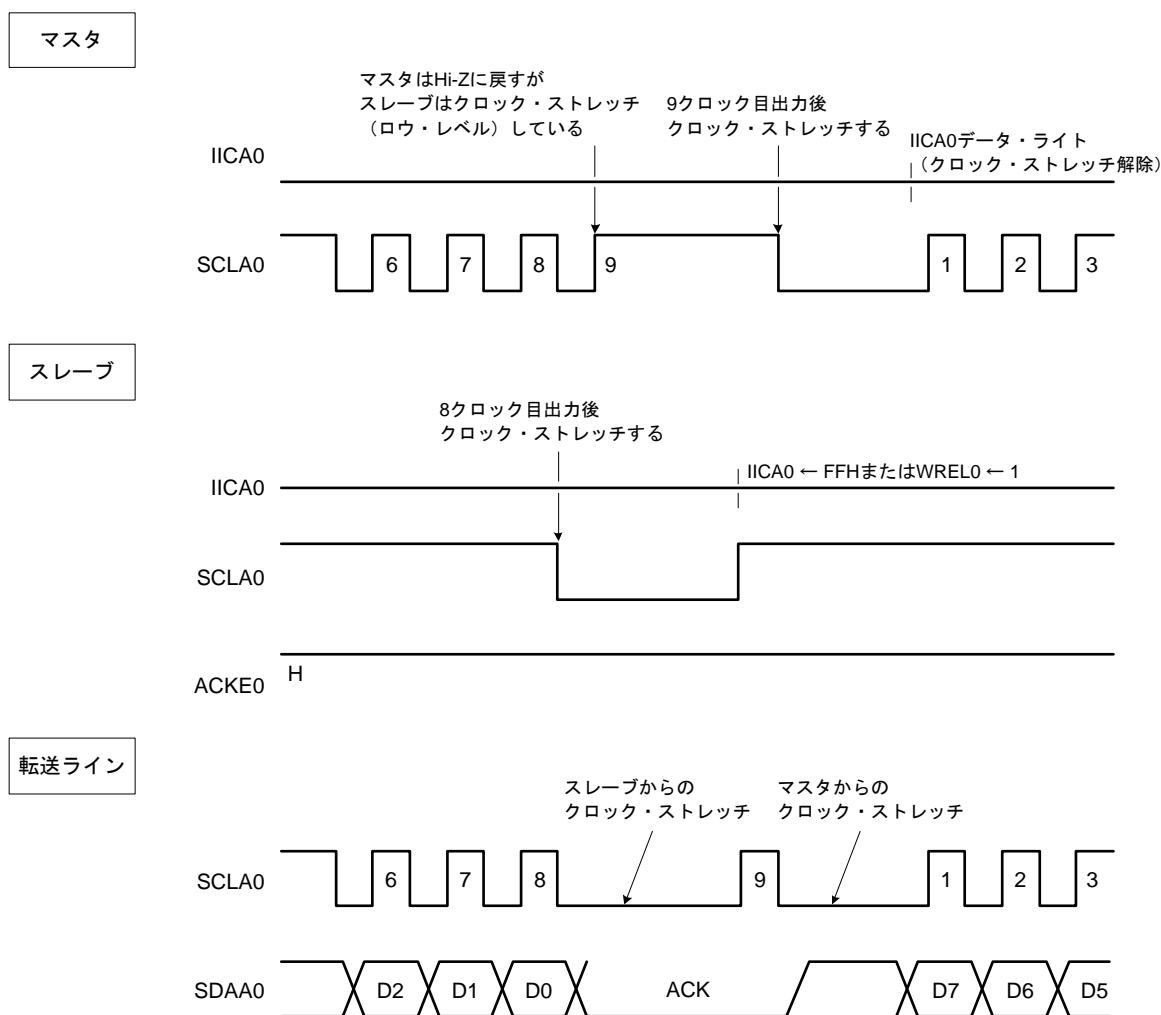 マスタ
マスタはHi-Zに戻すが
スレーブはクロック・ストレッチ
（ロウ・レベル）している
9クロック目出力後
クロック・ストレッチする
IICA0データ・ライト
（クロック・ストレッチ解除）
IICA0
SCLA0
6 7 8 9 1 2 3
スレーブ
8クロック目出力後
クロック・ストレッチする
IICA0
IICA0 ← FFHまたはWREL0 ← 1
SCLA0
H
ACKE0
転送ライン
スレーブからの
クロック・ストレッチ
マスタからの
クロック・ストレッチ
SCLA0
6 7 8 9 1 2 3
SDAA0
D2 D1 D0 ACK D7 D6 D5